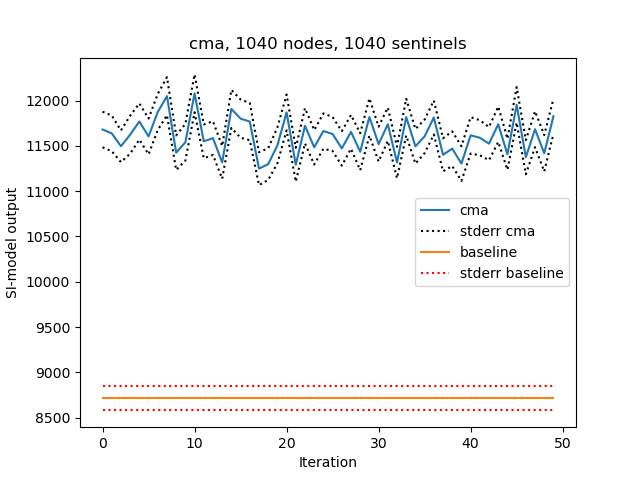 cma, 1040 nodes, 1040 sentinels
SI-model output
12000
11500
11000
10500
10000
9500
9000
8500
cma
stderr cma
baseline
stderr baseline
0 10 20 30 40 50
Iteration